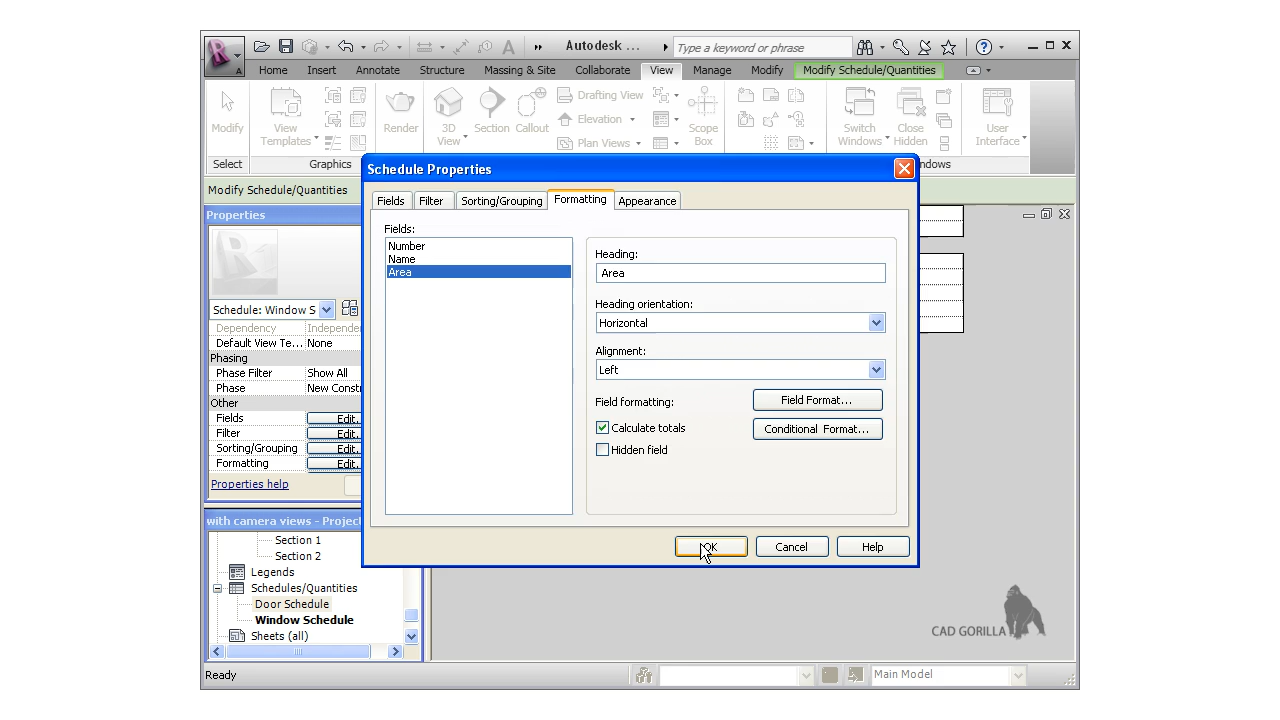 Autodesk ...
Type a keyword or phrase
Home Insert Annotate Structure Massing & Site Collaborate View Manage Modify Modify Schedule/Quantities
Modify
View
Templates
Render
3D
View
Section
Callout
Drafting View
Elevation
Plan Views
Scope
Box
Switch
Windows
Close
Hidden
User
Interface
Select
Graphics
ndows
Modify Schedule/Quantities
Properties
Schedule: Window S
Dependency Independe
Default View Te... None
Phasing
Phase Filter Show All
Phase New Constr
Other
Fields Edit.
Filter Edit.
Sorting/Grouping Edit.
Formatting Edit.
Properties help
with camera views - Project
Section 1
Section 2
Legends
Schedules/Quantities
Door Schedule
Window Schedule
Sheets (all)
Schedule Properties
Fields Filter Sorting/Grouping Formatting Appearance
Fields:
Number
Name
Area
Heading:
Area
Heading orientation:
Horizontal
Alignment:
Left
Field formatting:
Field Format...
Calculate totals
Conditional Format...
Hidden field
OK Cancel Help
CAD GORILLA
Ready
Main Model